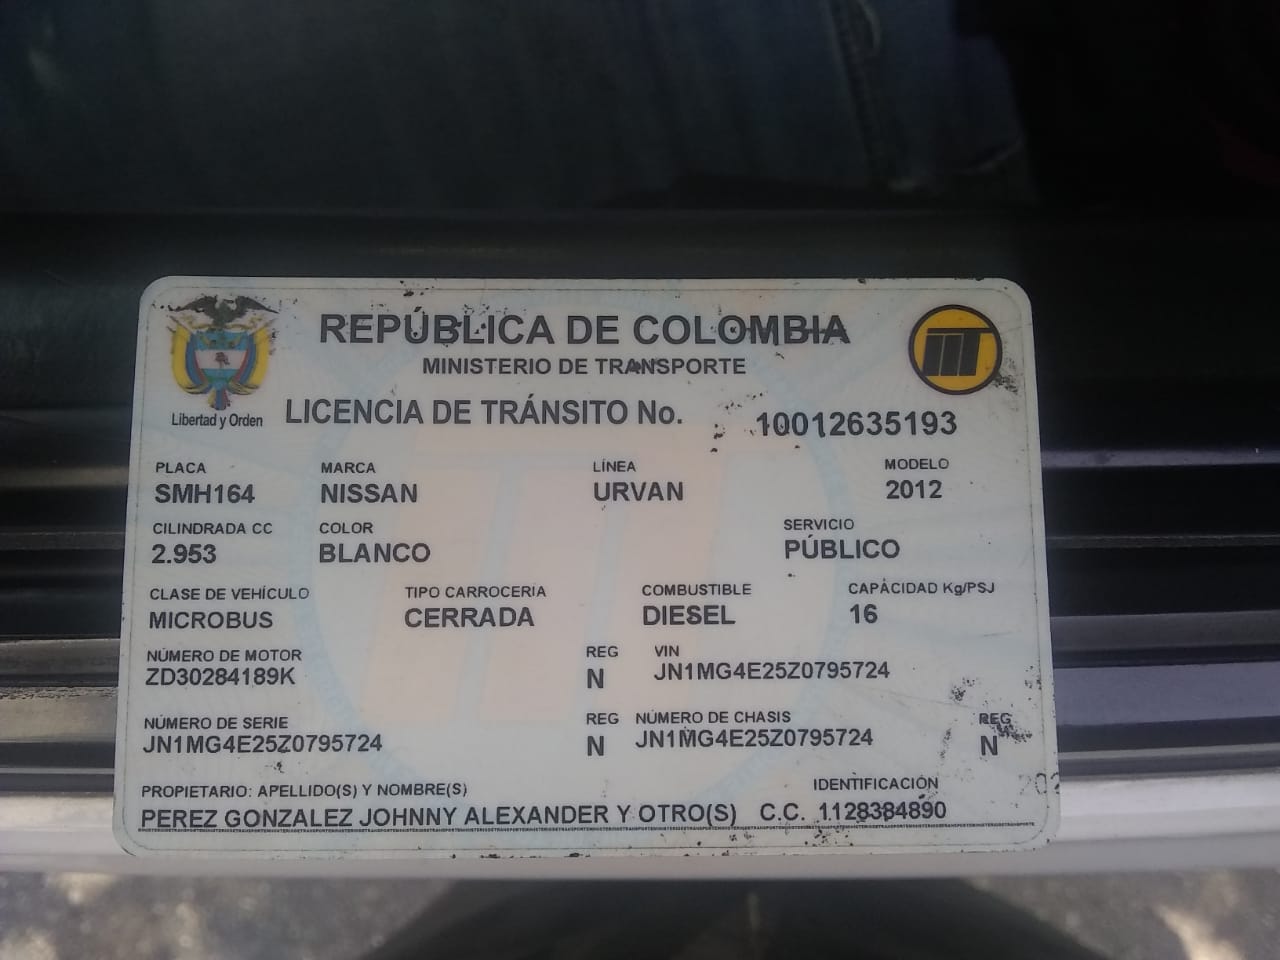 REPÚBLICA DE COLOMBIA
MINISTERIO DE TRANSPORTE
Libertad y Orden
LICENCIA DE TRÁNSITO No. 10012635193
PLACA MARCA LÍNEA MODELO
SMH164 NISSAN URVAN 2012
CILINDRADA CC COLOR SERVICIO
2.953 BLANCO PÚBLICO
CLASE DE VEHÍCULO TIPO CARROCERIA COMBUSTIBLE CAPACIDAD Kg/PSJ
MICROBUS CERRADA DIESEL 16
NÚMERO DE MOTOR REG VIN
ZD30284189K N JN1MG4E25Z0795724
NÚMERO DE SERIE REG NÚMERO DE CHASIS REG
JN1MG4E25Z0795724 N JN1MG4E25Z0795724 N
PROPIETARIO: APELLIDO(S) Y NOMBRE(S) IDENTIFICACIÓN
PEREZ GONZALEZ JOHNNY ALEXANDER Y OTRO(S) C.C. 1128384890